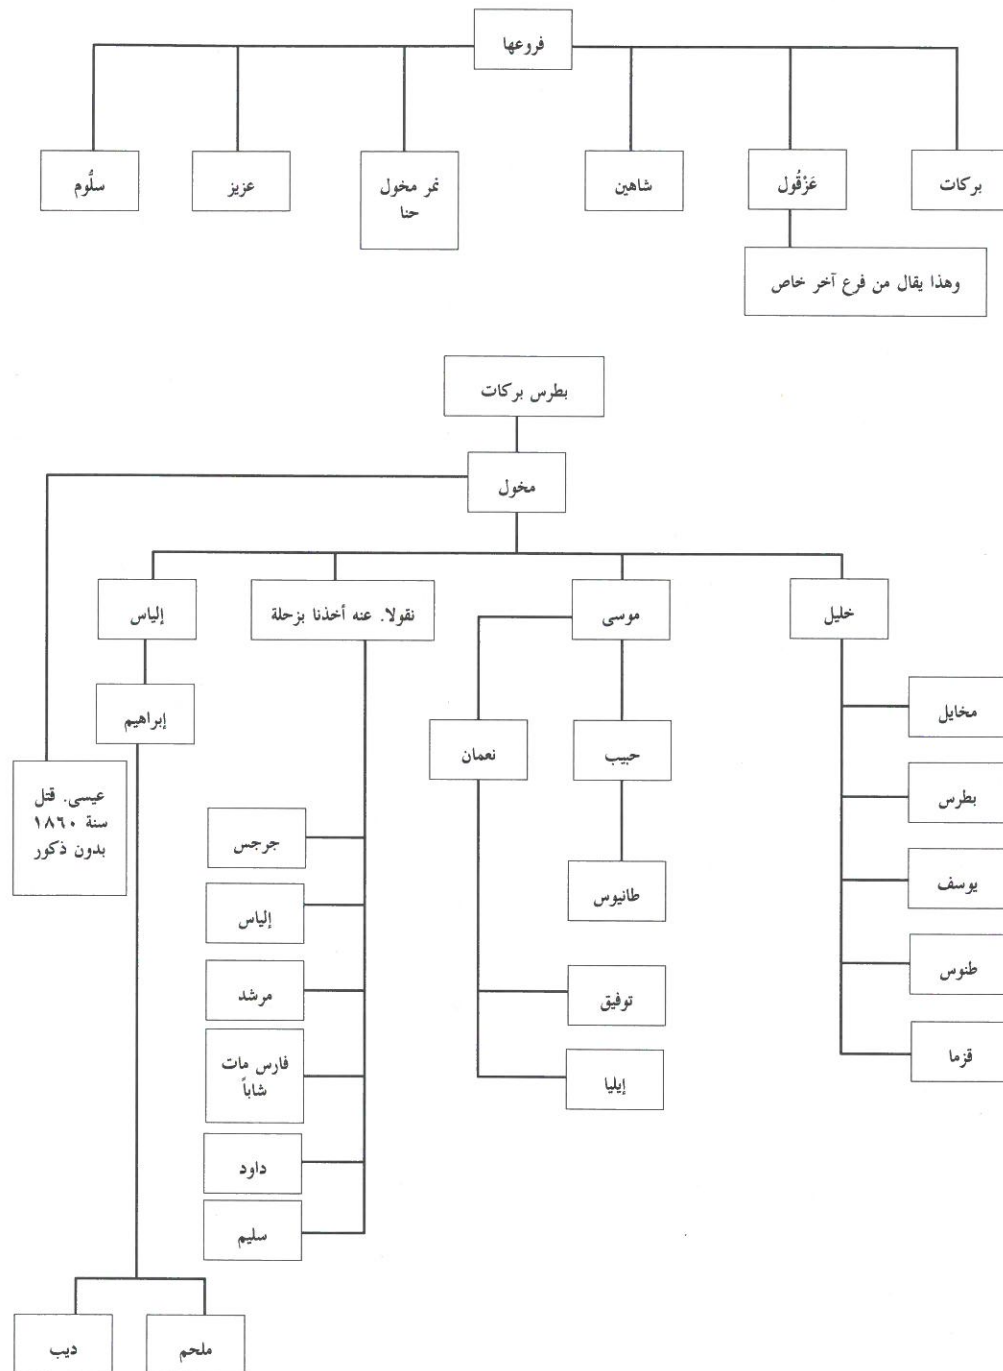 فروعها
بركات
عَزْقُول
شاهين
نمر مخول
حنا
عزيز
سلُّوم
وهذا يقال من فرع آخر خاص
بطرس بركات
مخول
خليل
موسى
نقولا. عنه أخذنا بزحلة
إلياس
مخايل
بطرس
يوسف
طنوس
قزما
حبيب
نعمان
طانيوس
توفيق
إيليا
جرجس
إلياس
مرشد
فارس مات
شاباً
داود
سليم
إبراهيم
عيسى. قتل
سنة ١٨٦٠
بدون ذكور
ملحم
ديب